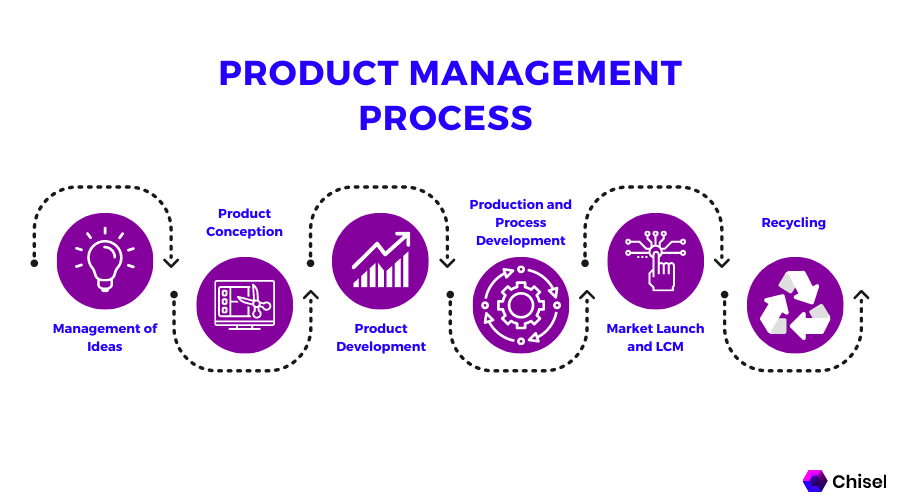 PRODUCT MANAGEMENT
PROCESS
Management of
Ideas
Product
Conception
Product
Development
Production and
Process
Development
Market Launch
and LCM
Recycling
Chisel